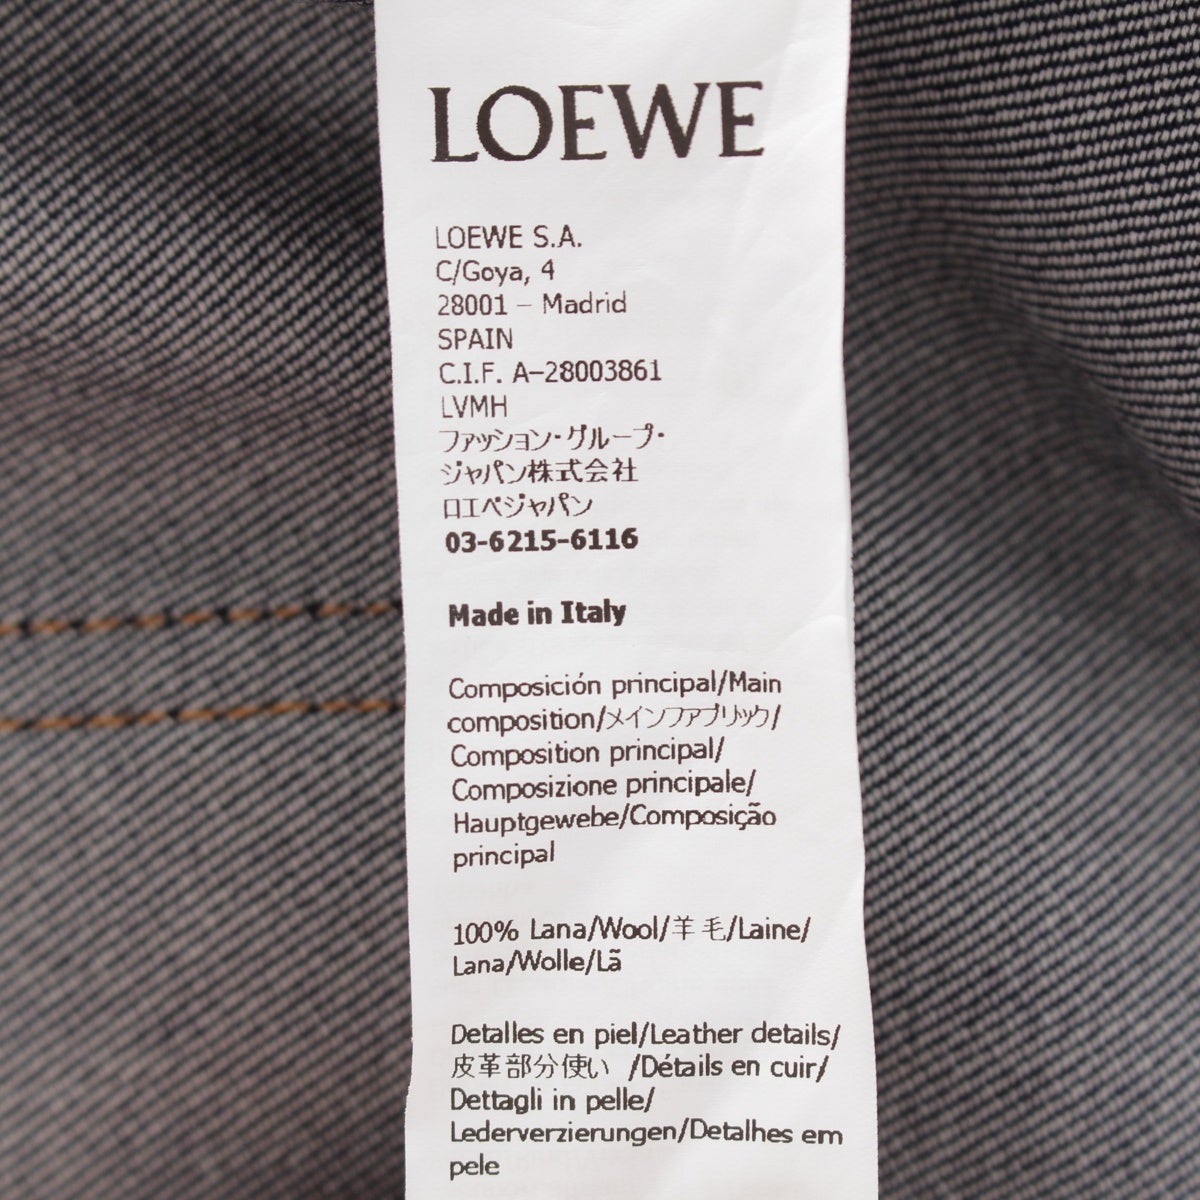 LOEWE
LOEWE S.A.
C/Goya, 4
28001 – Madrid
SPAIN
C.I.F. A–28003861
LVMH
ファッション・グループ・
ジャパン株式会社
ロエベジャパン
03-6215-6116
Made in Italy
Composición principal/Main
composition/メインファブリック/
Composition principal/
Composizione principale/
Hauptgewebe/Composição
principal
100% Lana/Wool/羊毛/Laine/
Lana/Wolle/Lã
Detalles en piel/Leather details/
皮革部分使い /Détails en cuir/
Dettagli in pelle/
Lederverzierungen/Detalhes em
pele